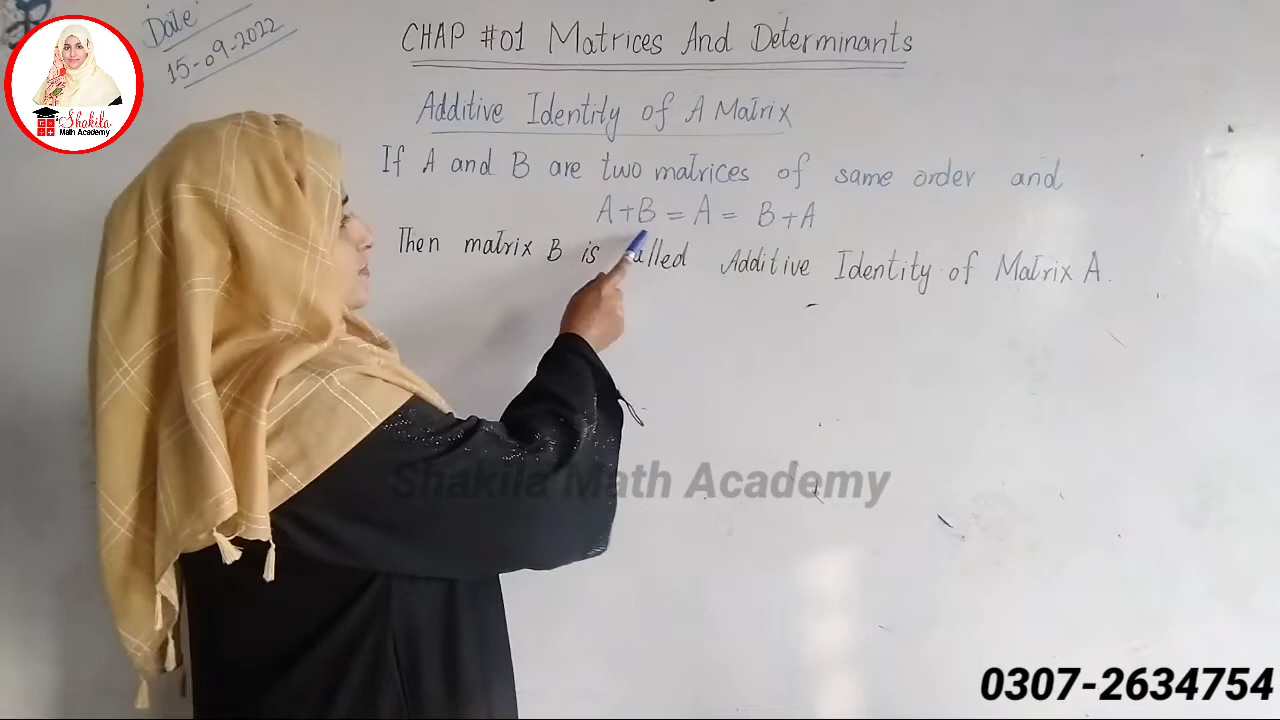 Date
15-09-2022
CHAP #01 Matrices And Determinants
Additive Identity of A Matrix
If A and B are two matrices of same order and
A+B = A = B+A
Then matrix B is called Additive Identity of Matrix A.
Shakila
Math Academy
Shakila Math Academy
0307-2634754